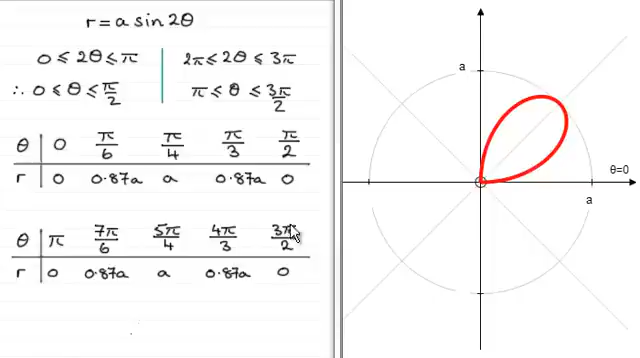 r = a sin 2θ
0 ≤ 2θ ≤ π
∴ 0 ≤ θ ≤ π/2
2π ≤ 2θ ≤ 3π
π ≤ θ ≤ 3π/2
θ 0 π/6 π/4 π/3 π/2
r 0 0.87a a 0.87a 0
θ π 7π/6 5π/4 4π/3 3π/2
r 0 0.87a a 0.87a 0
a
θ=0
a